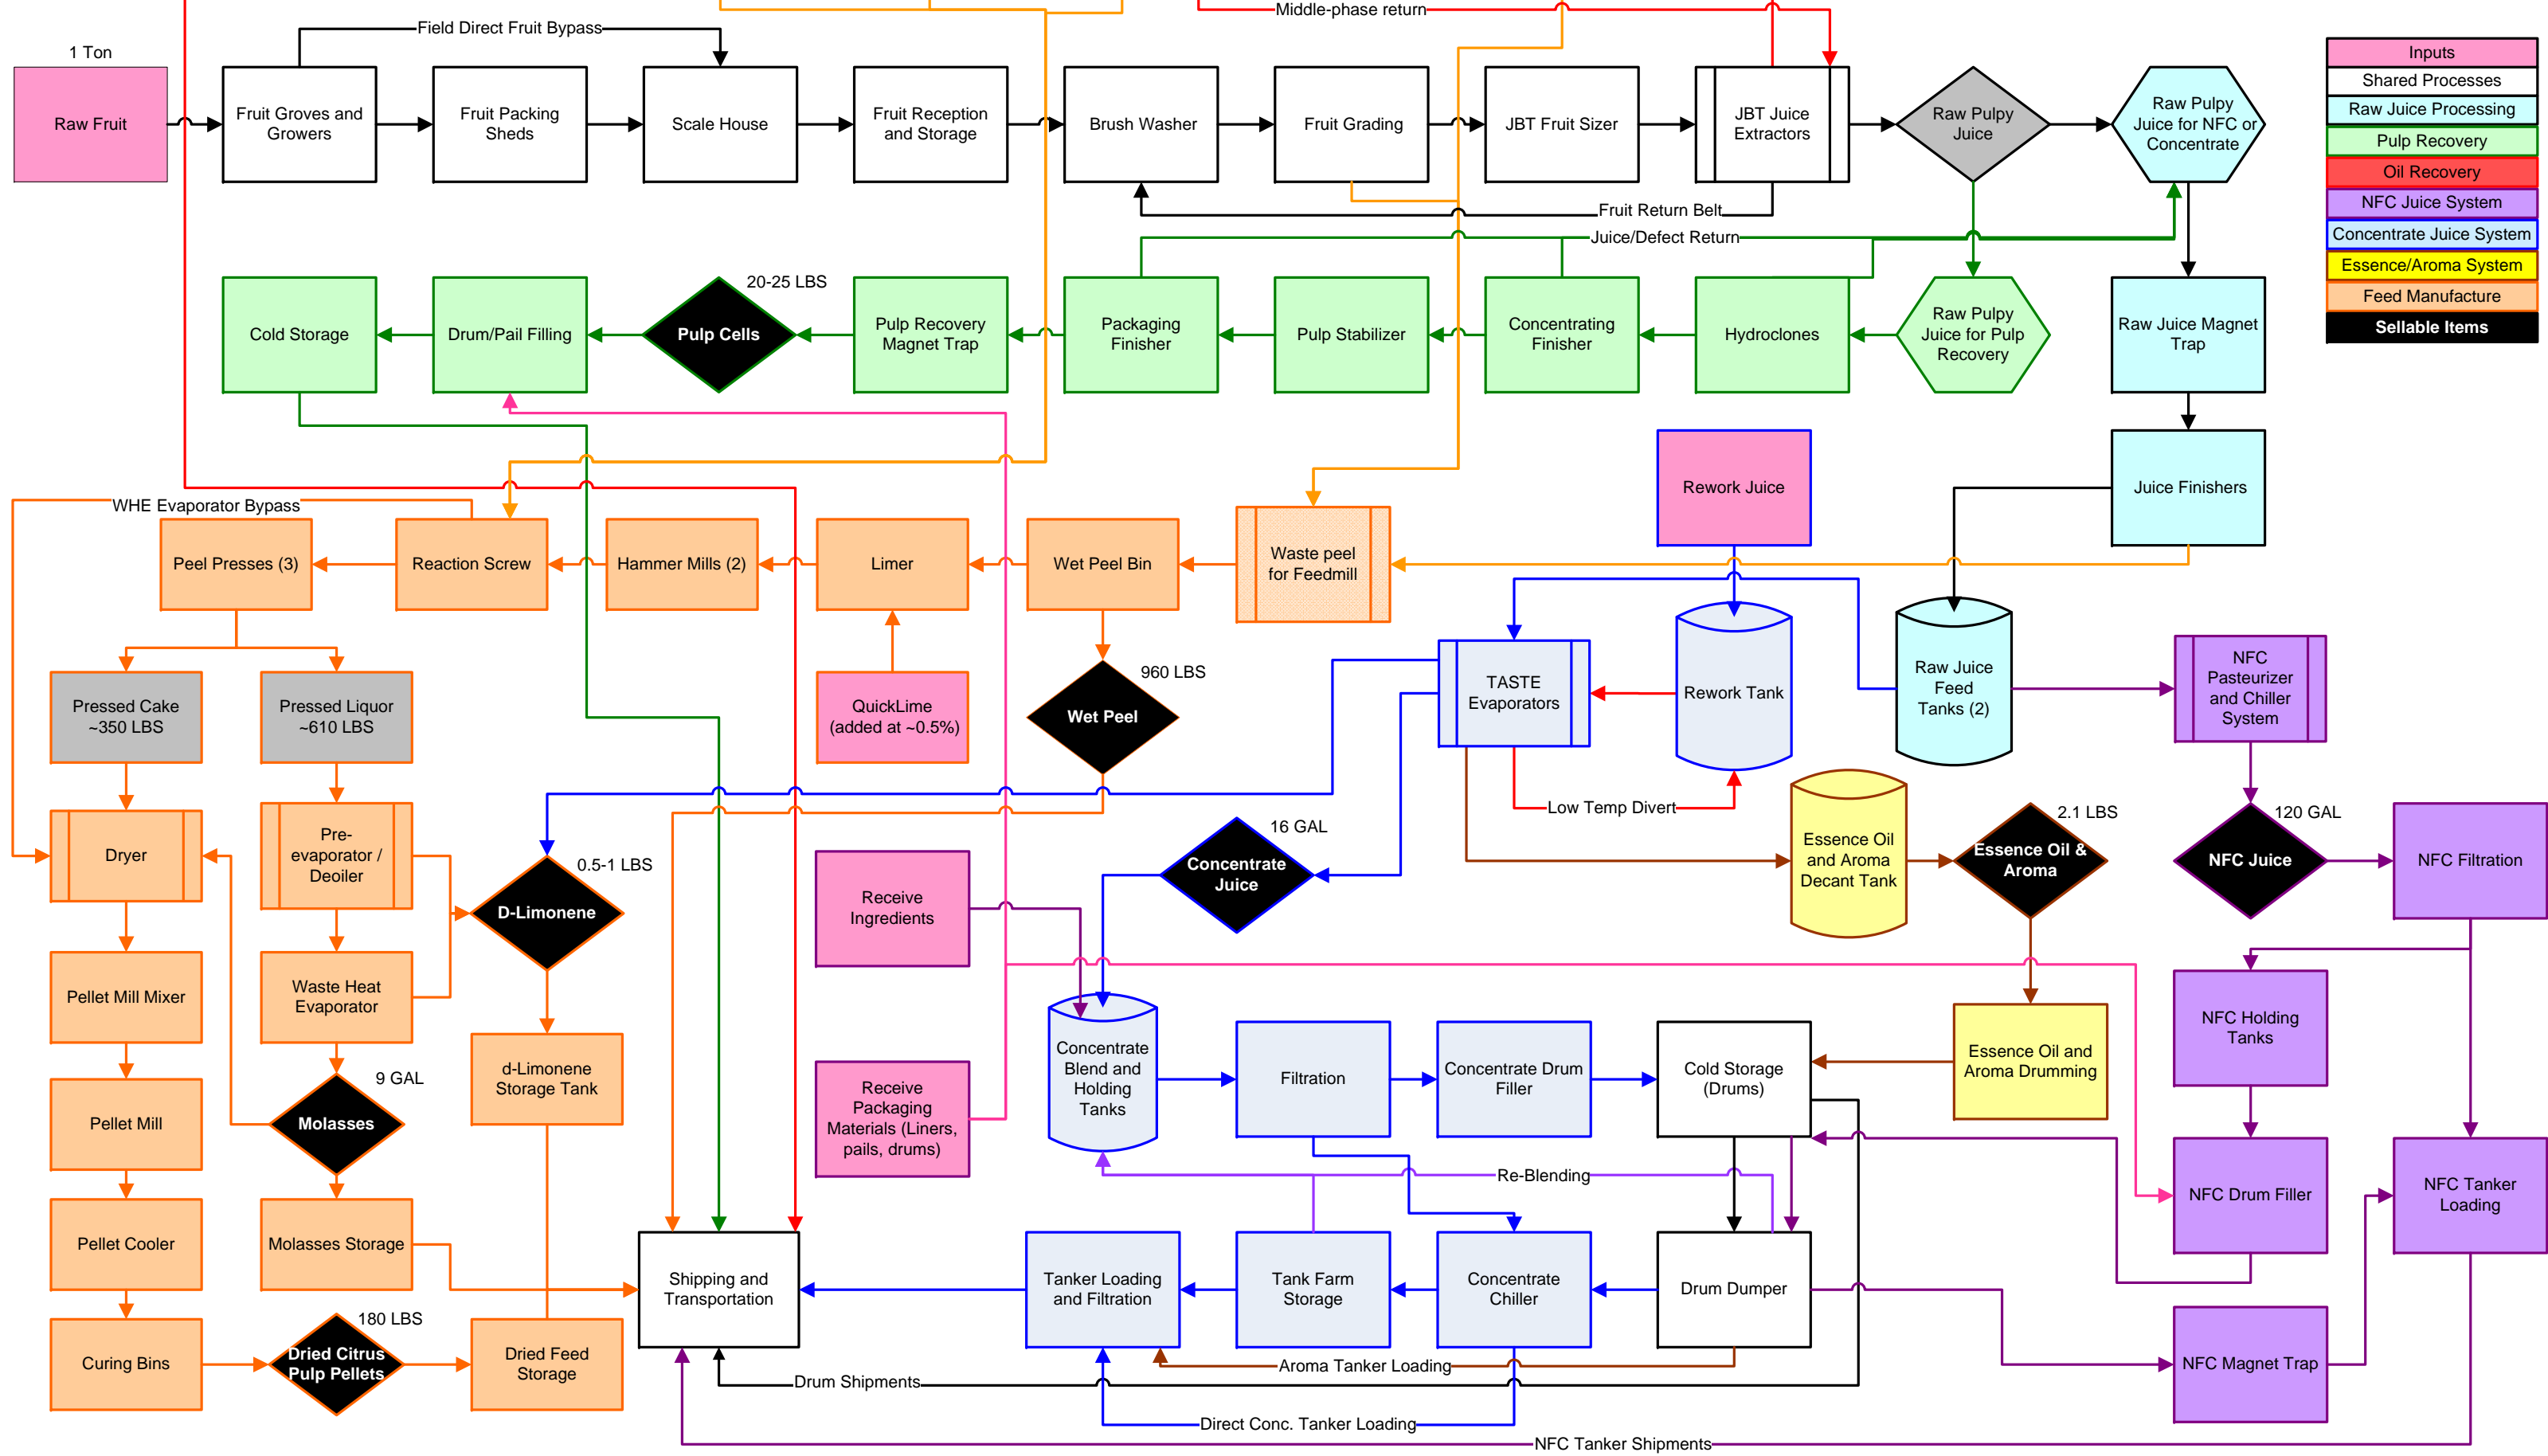 Middle-phase return
Field Direct Fruit Bypass
1 Ton
Raw Fruit
Fruit Groves and
Growers
Fruit Packing
Sheds
Scale House
Fruit Reception
and Storage
Brush Washer
Fruit Grading
JBT Fruit Sizer
JBT Juice
Extractors
Raw Pulpy
Juice
Raw Pulpy
Juice for NFC or
Concentrate
Inputs
Shared Processes
Raw Juice Processing
Pulp Recovery
Oil Recovery
NFC Juice System
Concentrate Juice System
Essence/Aroma System
Feed Manufacture
Sellable Items
Fruit Return Belt
Juice/Defect Return
Cold Storage
Drum/Pail Filling
20-25 LBS
Pulp Cells
Pulp Recovery
Magnet Trap
Packaging
Finisher
Pulp Stabilizer
Concentrating
Finisher
Hydroclones
Raw Pulpy
Juice for Pulp
Recovery
Raw Juice Magnet
Trap
Rework Juice
Juice Finishers
WHE Evaporator Bypass
Peel Presses (3)
Reaction Screw
Hammer Mills (2)
Limer
Wet Peel Bin
Waste peel
for Feedmill
Pressed Cake
~350 LBS
Pressed Liquor
~610 LBS
QuickLime
(added at ~0.5%)
960 LBS
Wet Peel
TASTE
Evaporators
Rework Tank
Raw Juice
Feed
Tanks (2)
NFC
Pasteurizer
and Chiller
System
Low Temp Divert
Dryer
Pre-
evaporator /
Deoiler
0.5-1 LBS
D-Limonene
Receive
Ingredients
16 GAL
Concentrate
Juice
Essence Oil
and Aroma
Decant Tank
2.1 LBS
Essence Oil &
Aroma
120 GAL
NFC Juice
NFC Filtration
Pellet Mill Mixer
Waste Heat
Evaporator
d-Limonene
Storage Tank
Receive
Packaging
Materials (Liners,
pails, drums)
Concentrate
Blend and
Holding
Tanks
Filtration
Concentrate Drum
Filler
Cold Storage
(Drums)
Essence Oil and
Aroma Drumming
NFC Holding
Tanks
Pellet Mill
9 GAL
Molasses
Re-Blending
NFC Drum Filler
NFC Tanker
Loading
Pellet Cooler
Molasses Storage
Shipping and
Transportation
Tanker Loading
and Filtration
Tank Farm
Storage
Concentrate
Chiller
Drum Dumper
Curing Bins
180 LBS
Dried Citrus
Pulp Pellets
Dried Feed
Storage
NFC Magnet Trap
Aroma Tanker Loading
Drum Shipments
Direct Conc. Tanker Loading
NFC Tanker Shipments